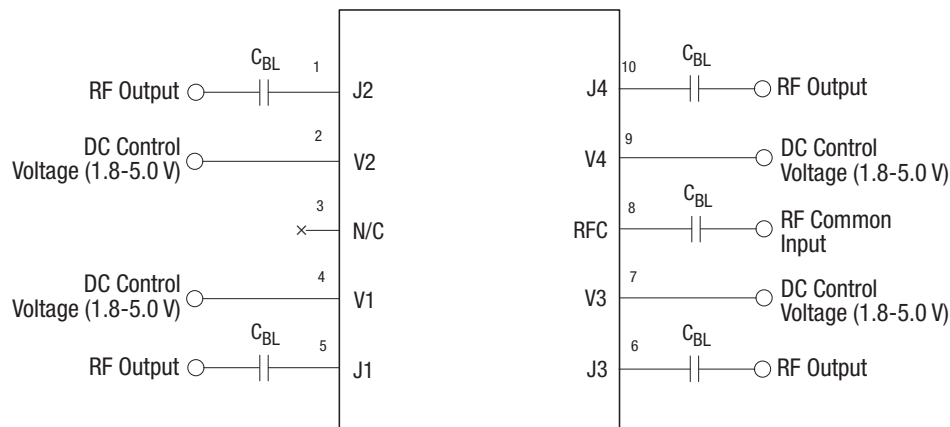 C_BL
1
RF Output
J2
DC Control
Voltage (1.8-5.0 V)
2
V2
3
N/C
DC Control
Voltage (1.8-5.0 V)
4
V1
C_BL
5
RF Output
J1
10
C_BL
J4
RF Output
9
V4
DC Control
Voltage (1.8-5.0 V)
C_BL
8
RFC
RF Common
Input
7
V3
DC Control
Voltage (1.8-5.0 V)
C_BL
6
J3
RF Output